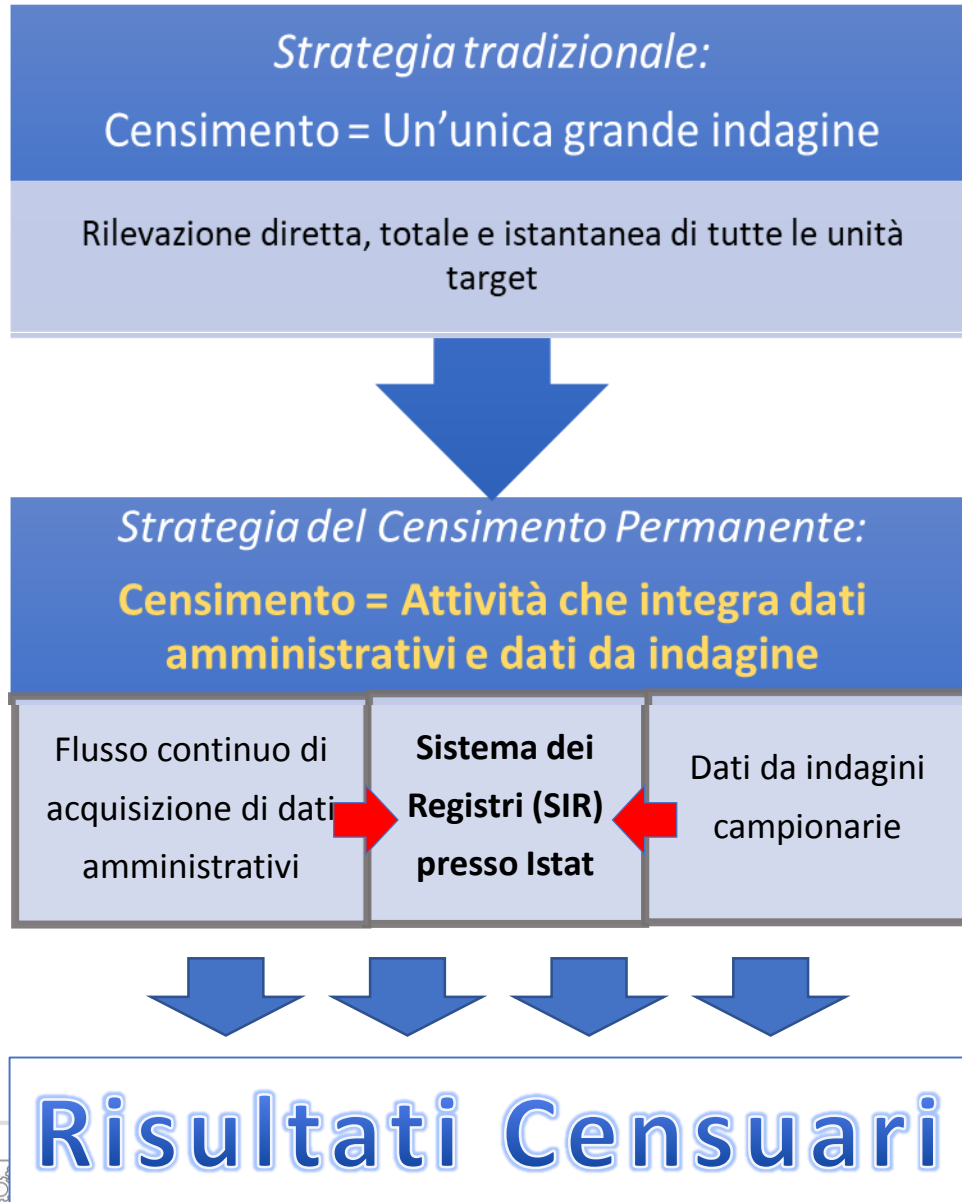 Strategia tradizionale:
Censimento = Un'unica grande indagine
Rilevazione diretta, totale e istantanea di tutte le unità
target
Strategia del Censimento Permanente:
Censimento = Attività che integra dati
amministrativi e dati da indagine
Flusso continuo di
acquisizione di dati
amministrativi
Sistema dei
Registri (SIR)
presso Istat
Dati da indagini
campionarie
Risultati Censuari